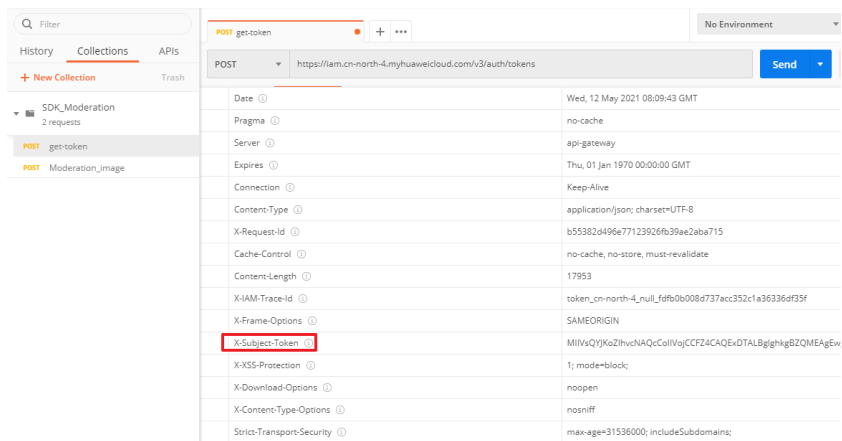 Filter
History Collections APIs
+ New Collection Trash
SDK_Moderation
2 requests
POST get-token
POST Moderation_image
POST get-token + ••• No Environment
POST https://iam.cn-north-4.myhuaweicloud.com/v3/auth/tokens Send
Date Wed, 12 May 2021 08:09:43 GMT
Pragma no-cache
Server api-gateway
Expires Thu, 01 Jan 1970 00:00:00 GMT
Connection Keep-Alive
Content-Type application/json; charset=UTF-8
X-Request-Id b55382d496e77123926fb39ae2aba715
Cache-Control no-cache, no-store, must-revalidate
Content-Length 17953
X-IAM-Trace-Id token_cn-north-4_null_fdfb0b008d737acc352c1a36336df35f
X-Frame-Options SAMEORIGIN
X-Subject-Token
X-XSS-Protection 1; mode=block;
X-Download-Options noopen
X-Content-Type-Options nosniff
Strict-Transport-Security max-age=31536000; includeSubdomains;